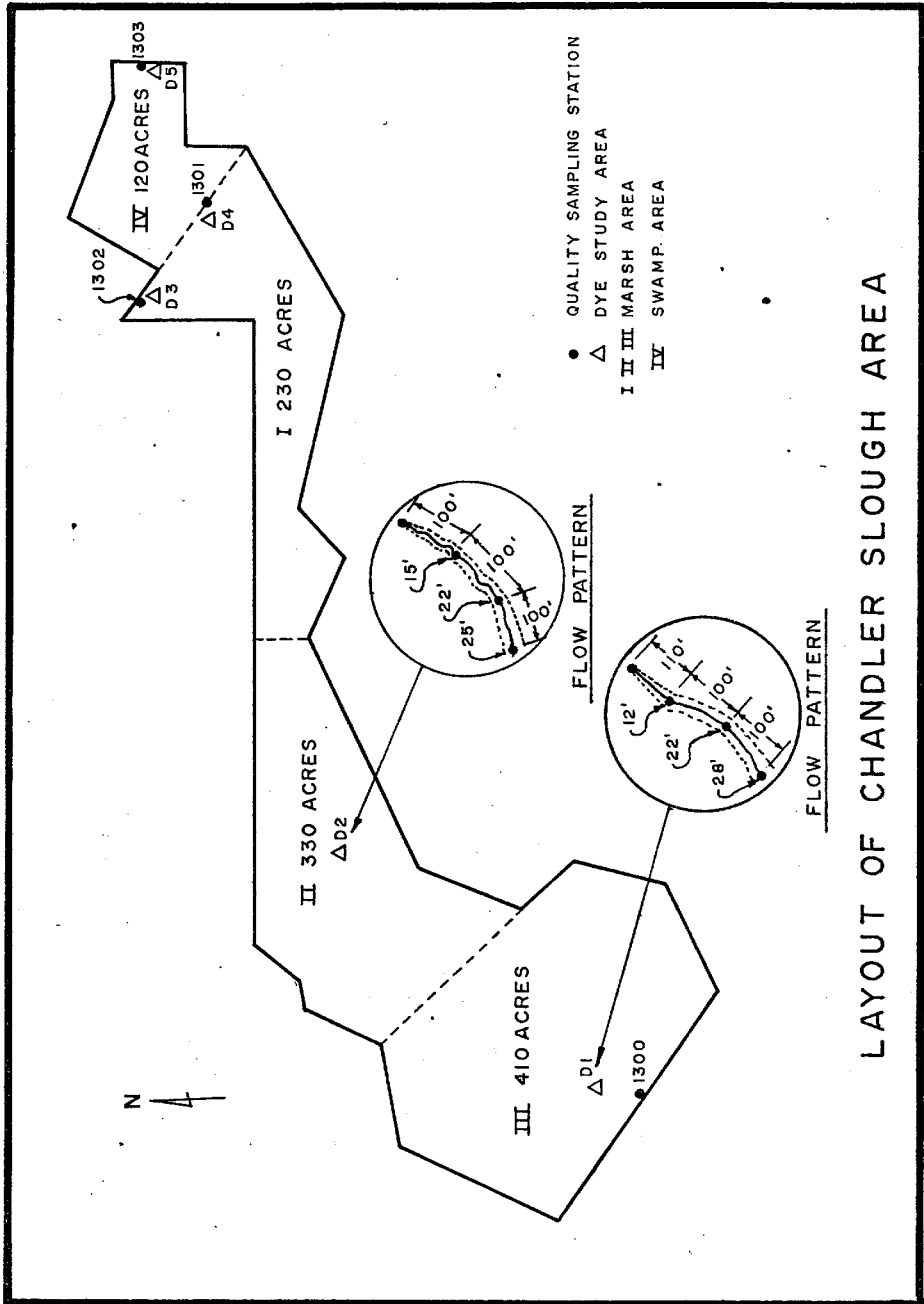 N
1302
D3
IV 120 ACRES
1303
D5
1301
D4
I 230 ACRES
II 330 ACRES
D2
III 410 ACRES
D1
1300
15'
22'
25'
100'
100'
100'
FLOW PATTERN
12'
22'
28'
100'
100'
FLOW PATTERN
QUALITY SAMPLING STATION
DYE STUDY AREA
I II III MARSH AREA
IV SWAMP. AREA
LAYOUT OF CHANDLER SLOUGH AREA